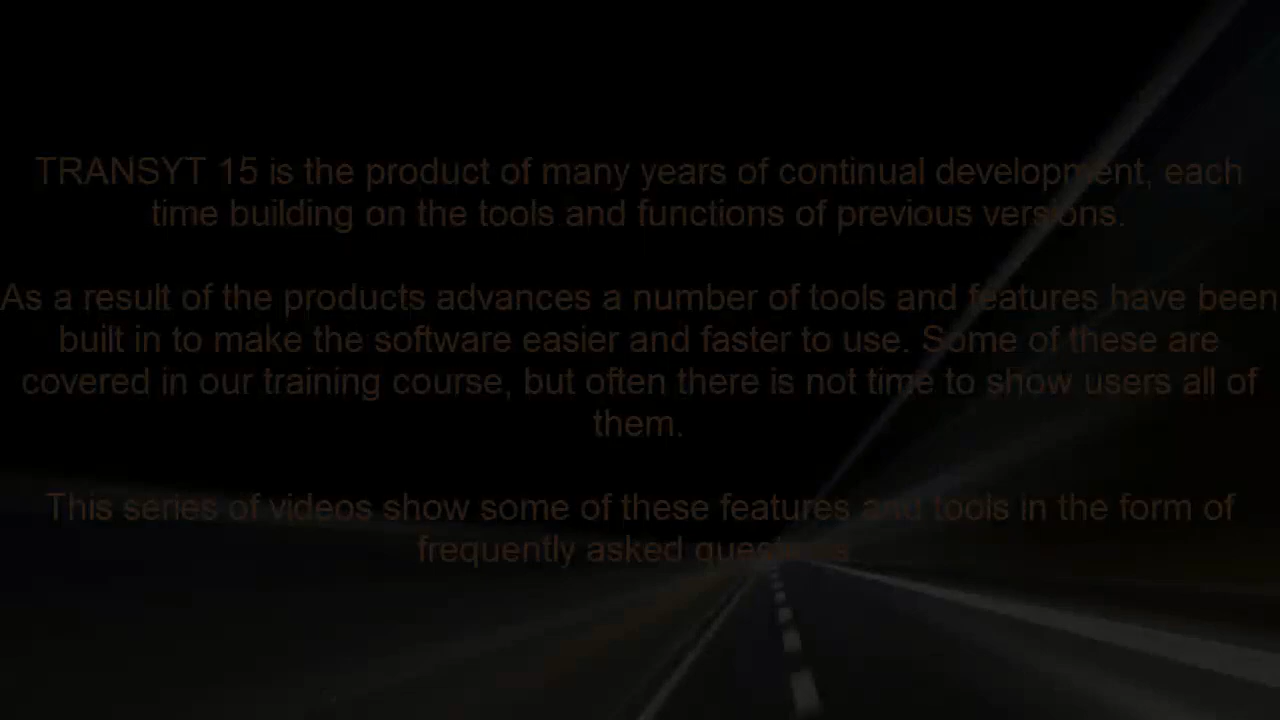 TRANSYT 15 is the product of many years of continual development, each
time building on the tools and functions of previous versions.
As a result of the products advances a number of tools and features have been
built in to make the software easier and faster to use. Some of these are
covered in our training course, but often there is not time to show users all of
them.
This series of videos show some of these features and tools in the form of
frequently asked questions